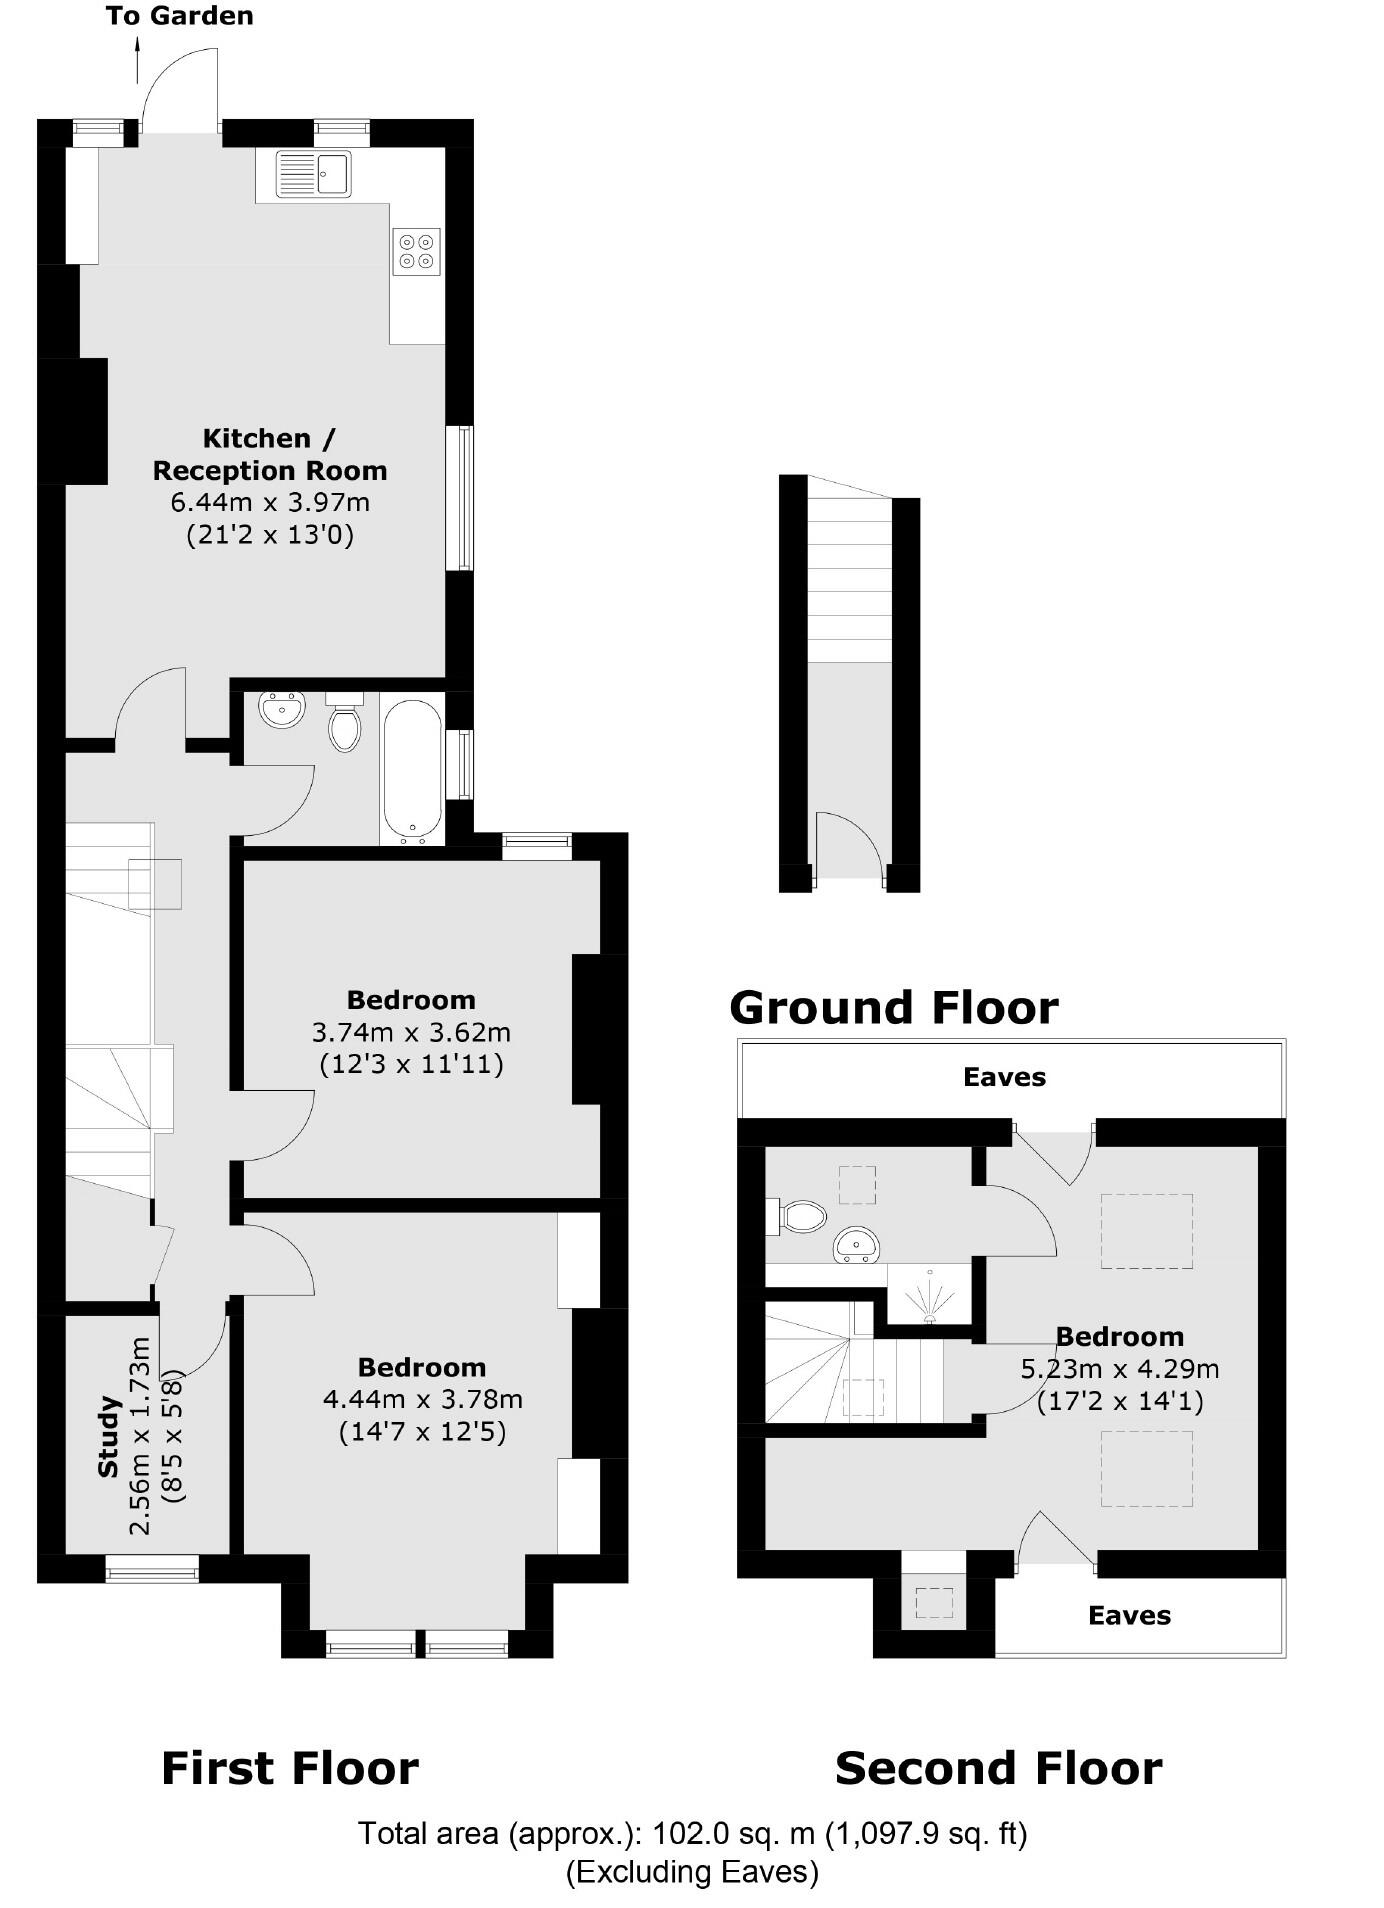 To Garden
Kitchen /
Reception Room
6.44m x 3.97m
(21'2 x 13'0)
Bedroom
3.74m x 3.62m
(12'3 x 11'11)
Bedroom
4.44m x 3.78m
(14'7 x 12'5)
Study
2.56m x 1.73m
(8'5 x 5'8)
First Floor
Ground Floor
Eaves
Bedroom
5.23m x 4.29m
(17'2 x 14'1)
Eaves
Second Floor
Total area (approx.): 102.0 sq. m (1,097.9 sq. ft)
(Excluding Eaves)